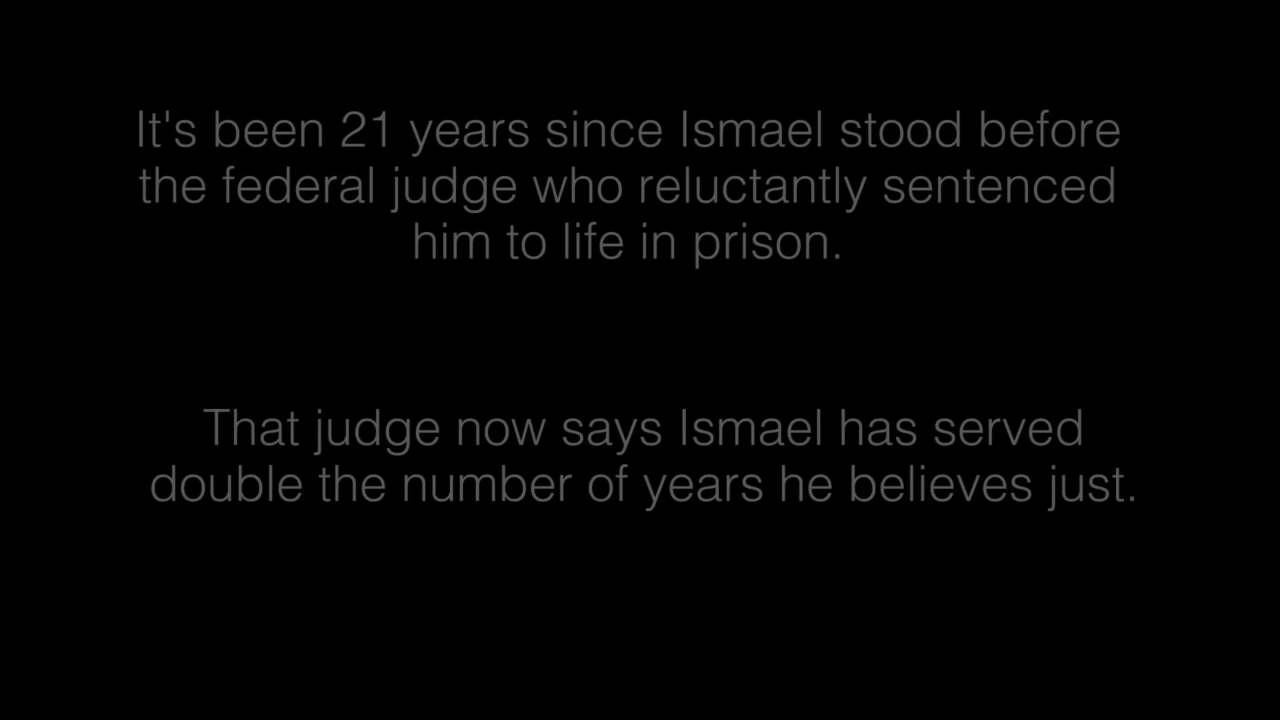 It's been 21 years since Ismael stood before
the federal judge who reluctantly sentenced
him to life in prison.
That judge now says Ismael has served
double the number of years he believes just.